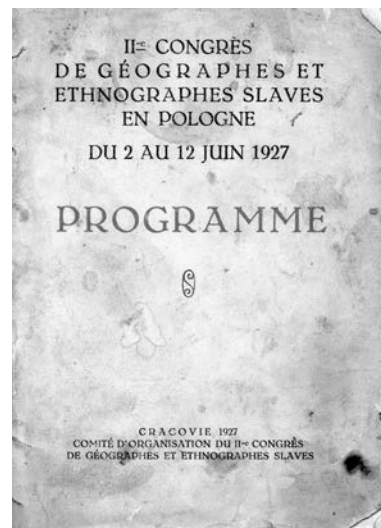 IIe CONGRÈS
DE GÉOGRAPHES ET
ETHNOGRAPHES SLAVES
EN POLOGNE
DU 2 AU 12 JUIN 1927
PROGRAMME
CRACOVIE 1927
COMITÉ D'ORGANISATION DU IIme CONGRÈS
DE GÉOGRAPHES ET ETHNOGRAPHES SLAVES